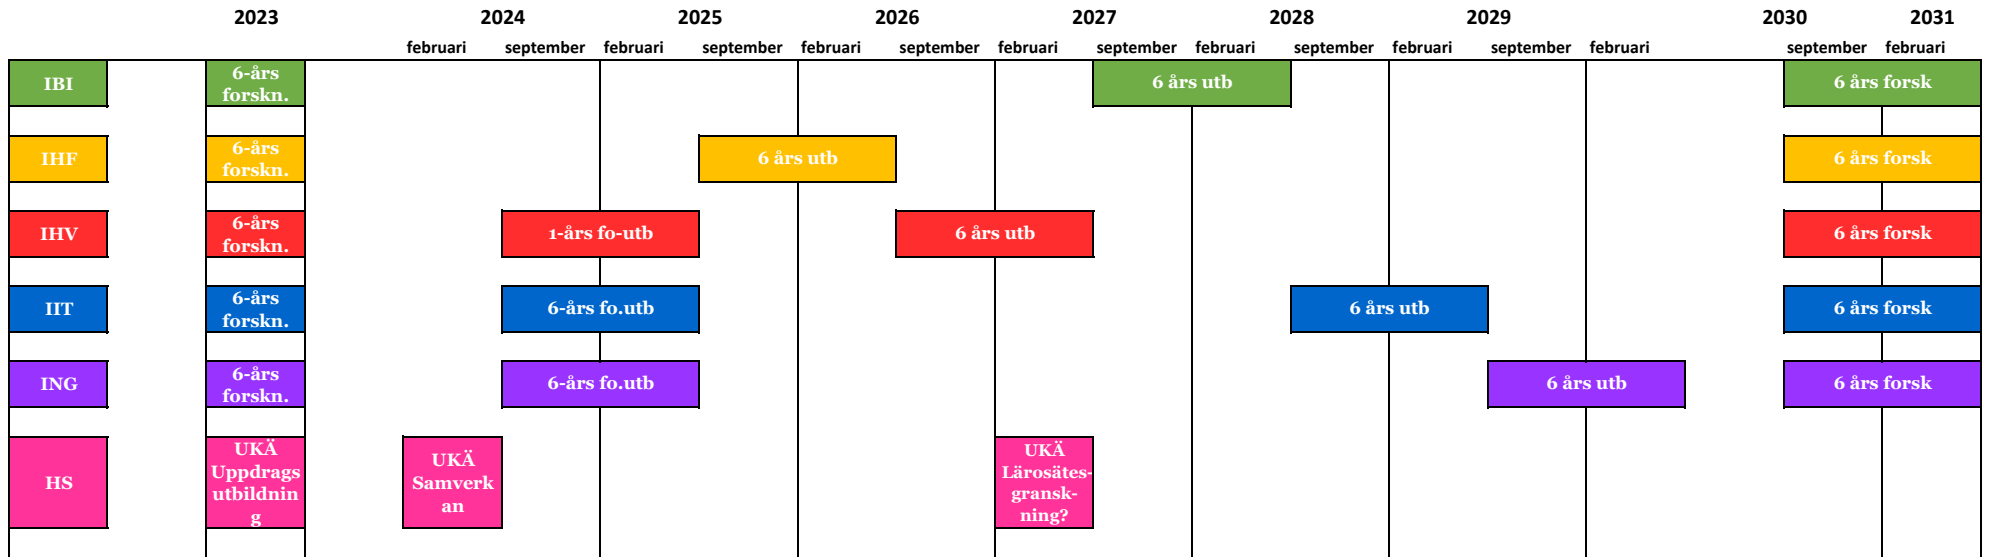 2023 2024 2025 2026 2027 2028 2029 2030 2031
februari september februari september februari september februari september februari september februari september februari september februari
IBI 6-års 6 års utb 6 års forsk
forskn.
IHF 6-års 6 års utb 6 års forsk
forskn.
IHV 6-års 1-års fo-utb 6 års utb 6 års forsk
forskn.
IIT 6-års 6-års fo.utb 6 års utb 6 års forsk
forskn.
ING 6-års 6-års fo.utb 6 års utb 6 års forsk
forskn.
HS
UKÄ
Uppdrags
utbildnin
g
UKÄ
Samverk
an
UKÄ
Lärosätes-
gransk-
ning?